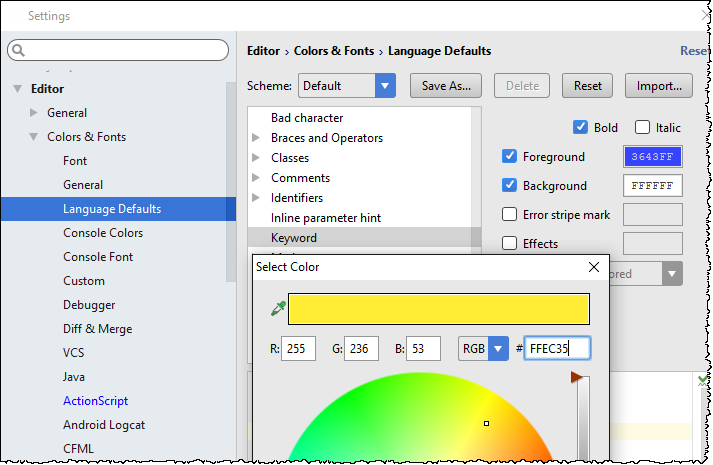 Settings
Editor
General
Colors & Fonts
Font
General
Language Defaults
Console Colors
Console Font
Custom
Debugger
Diff & Merge
VCS
Java
ActionScript
Android Logcat
CFML
Editor › Colors & Fonts › Language Defaults
Reset
Scheme: Default Save As... Delete Reset Import...
Bad character
Braces and Operators
Classes
Comments
Identifiers
Inline parameter hint
Keyword
Bold Italic
Foreground 3643FF
Background FFFFFF
Error stripe mark
Effects
Select Color
R: 255 G: 236 B: 53 RGB # FFEC35